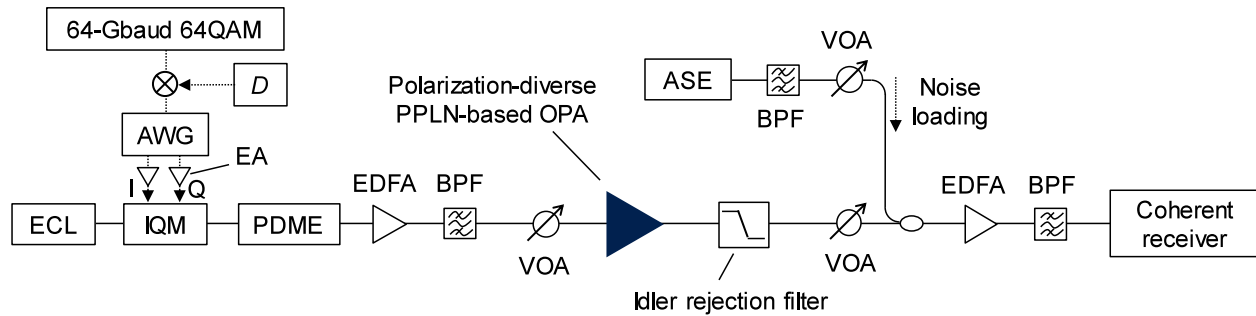 64-Gbaud 64QAM
D
AWG
EA
I
Q
ECL
IQM
PDME
EDFA
BPF
VOA
Polarization-diverse
PPLN-based OPA
Idler rejection filter
ASE
BPF
VOA
Noise
loading
VOA
EDFA
BPF
Coherent
receiver